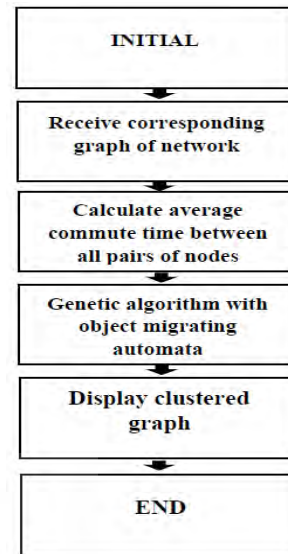 INITIAL
Receive corresponding
graph of network
Calculate average
commute time between
all pairs of nodes
Genetic algorithm with
object migrating
automata
Display clustered
graph
END